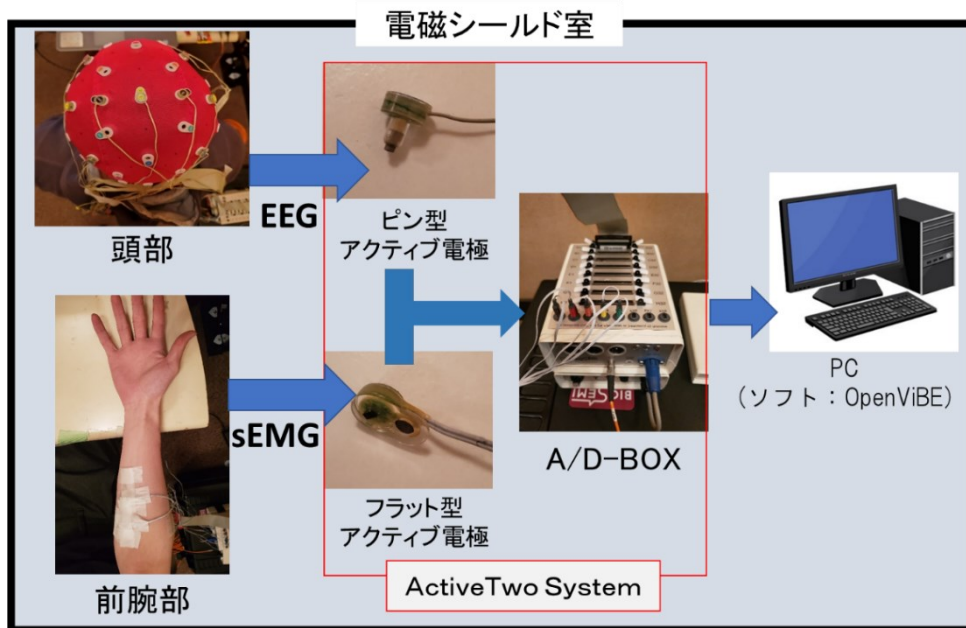 電磁シールド室
EEG
ピン型
アクティブ電極
頭部
sEMG
フラット型
アクティブ電極
前腕部
A/D-BOX
PC
（ソフト：OpenViBE）
ActiveTwo System